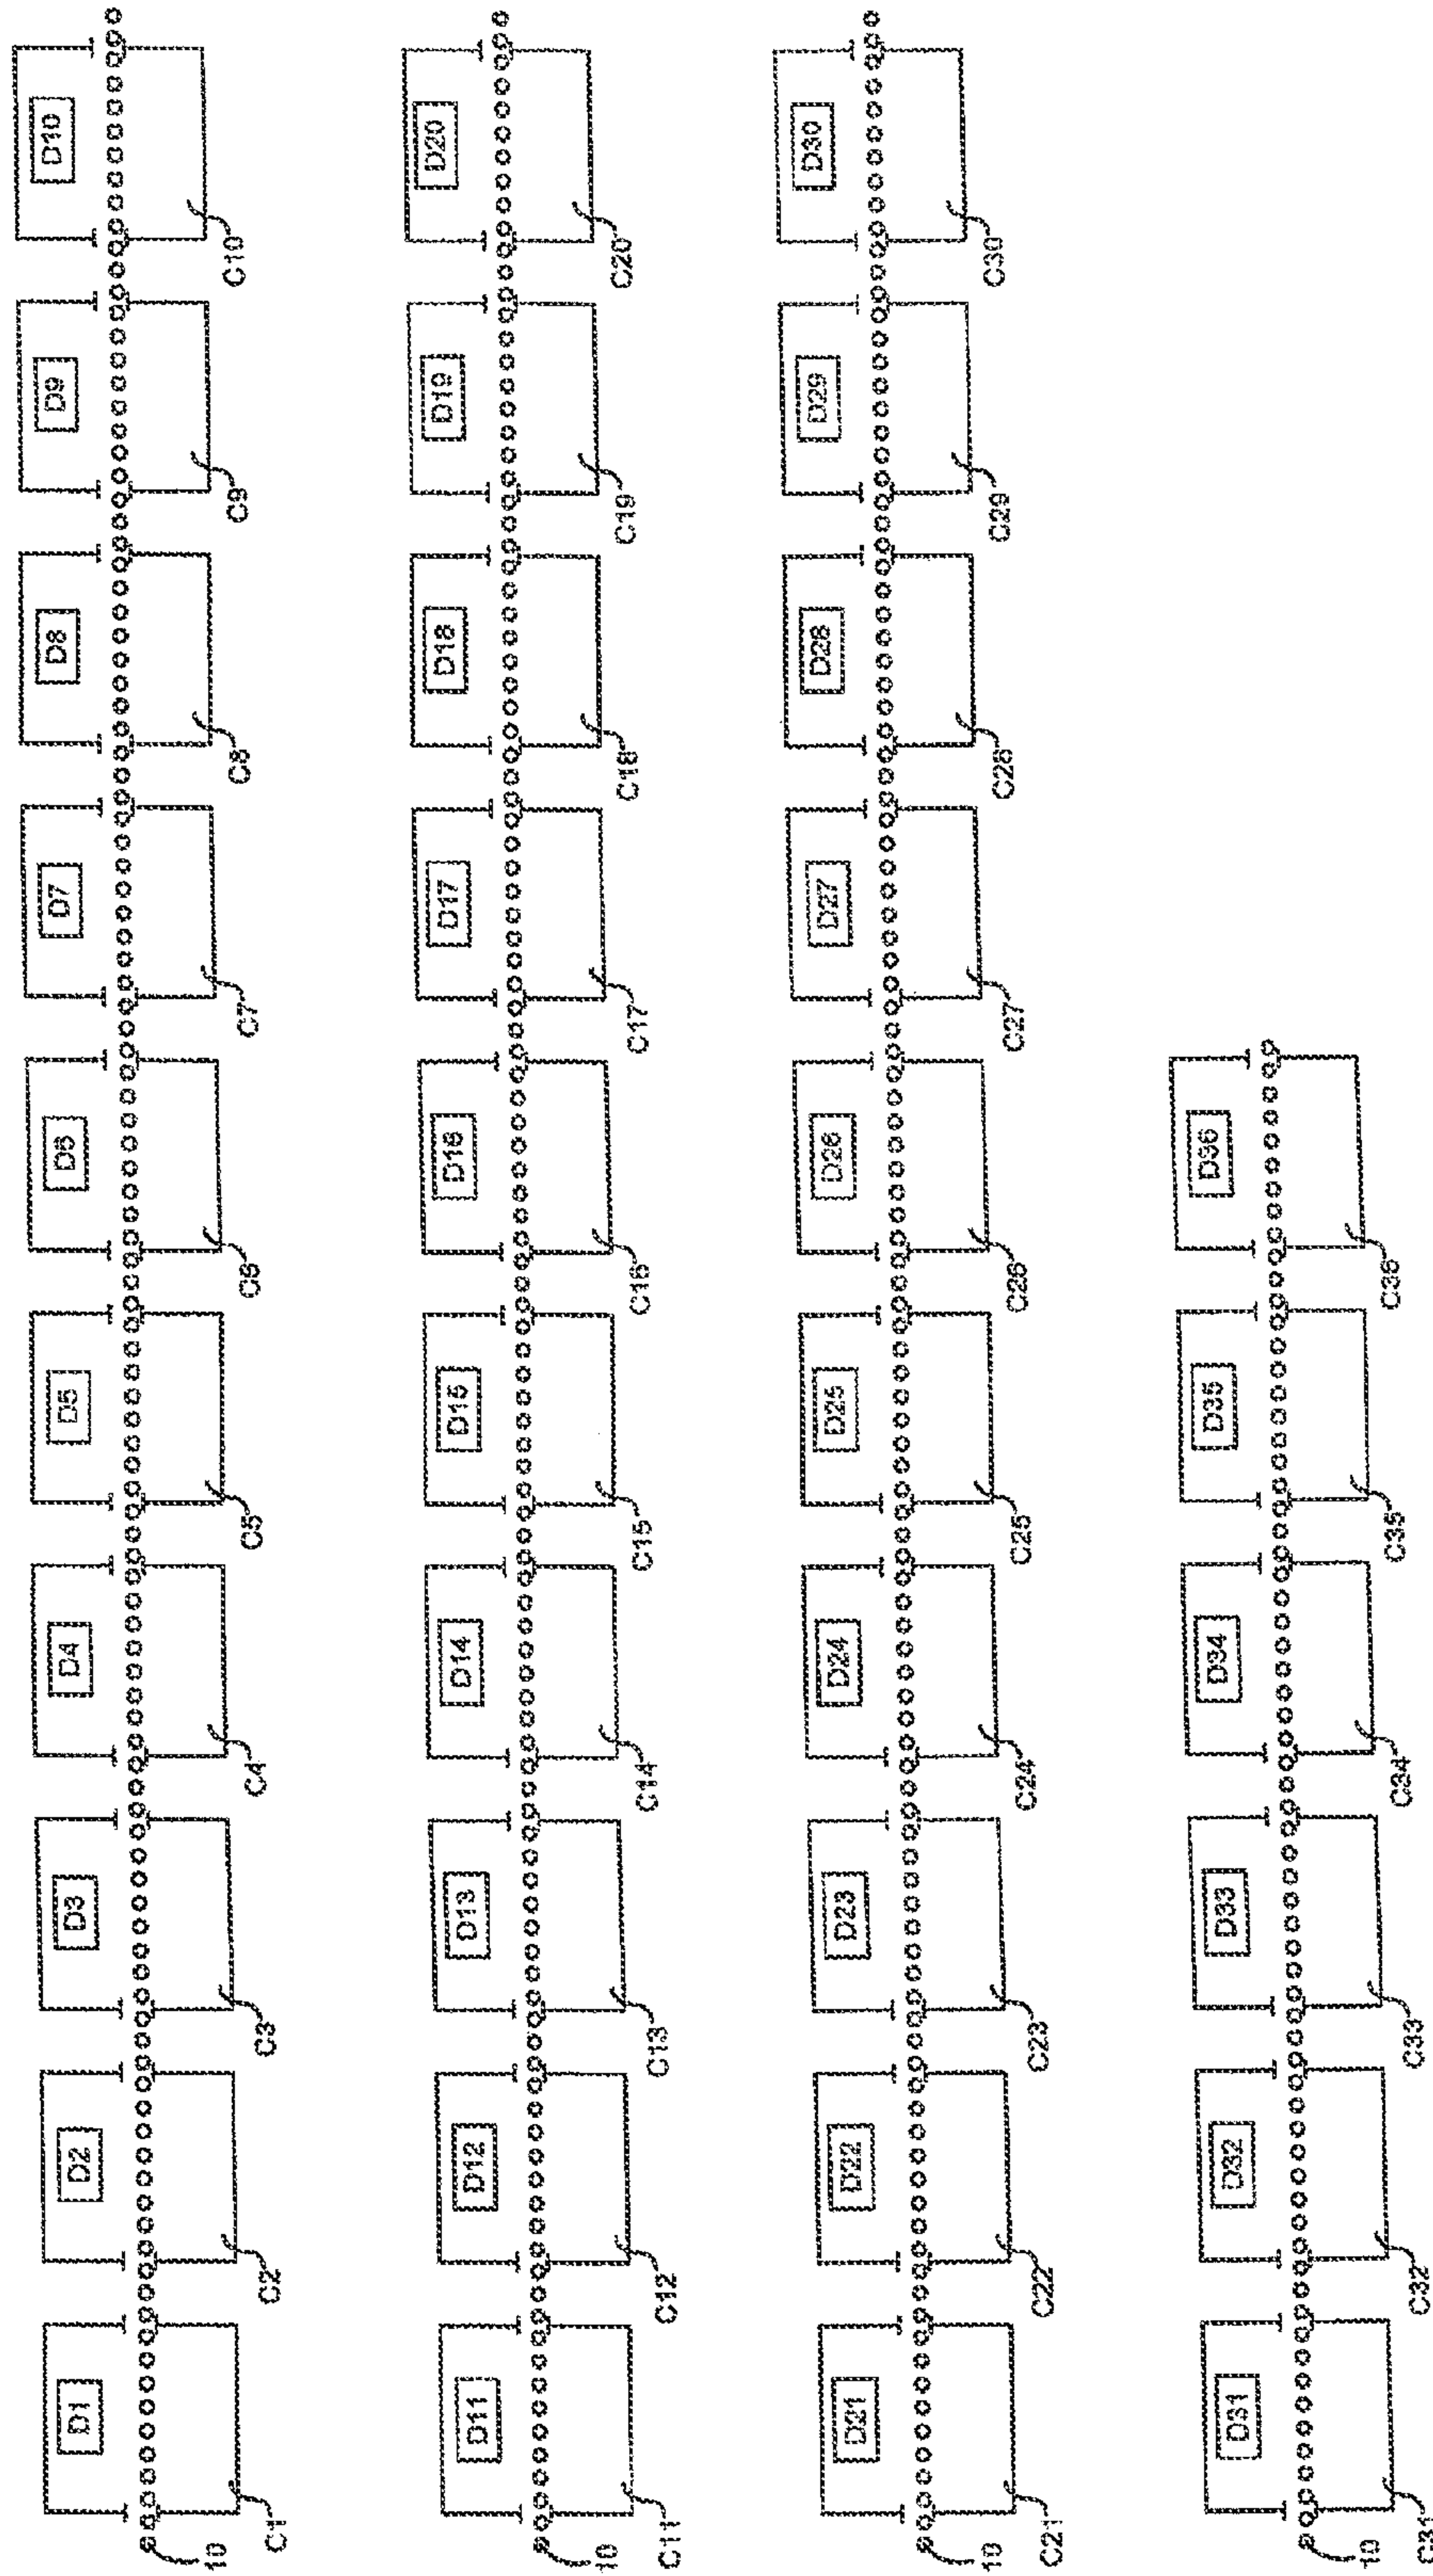 D1 D2 D3 D4 D5 D6 D7 D8 D9 D10
10 C1 C2 C3 C4 C5 C6 C7 C8 C9 C10
D11 D12 D13 D14 D15 D16 D17 D18 D19 D20
10 C11 C12 C13 C14 C15 C16 C17 C18 C19 C20
D21 D22 D23 D24 D25 D26 D27 D28 D29 D30
10 C21 C22 C23 C24 C25 C26 C27 C28 C29 C30
D31 D32 D33 D34 D35 D36
10 C31 C32 C33 C34 C35 C36